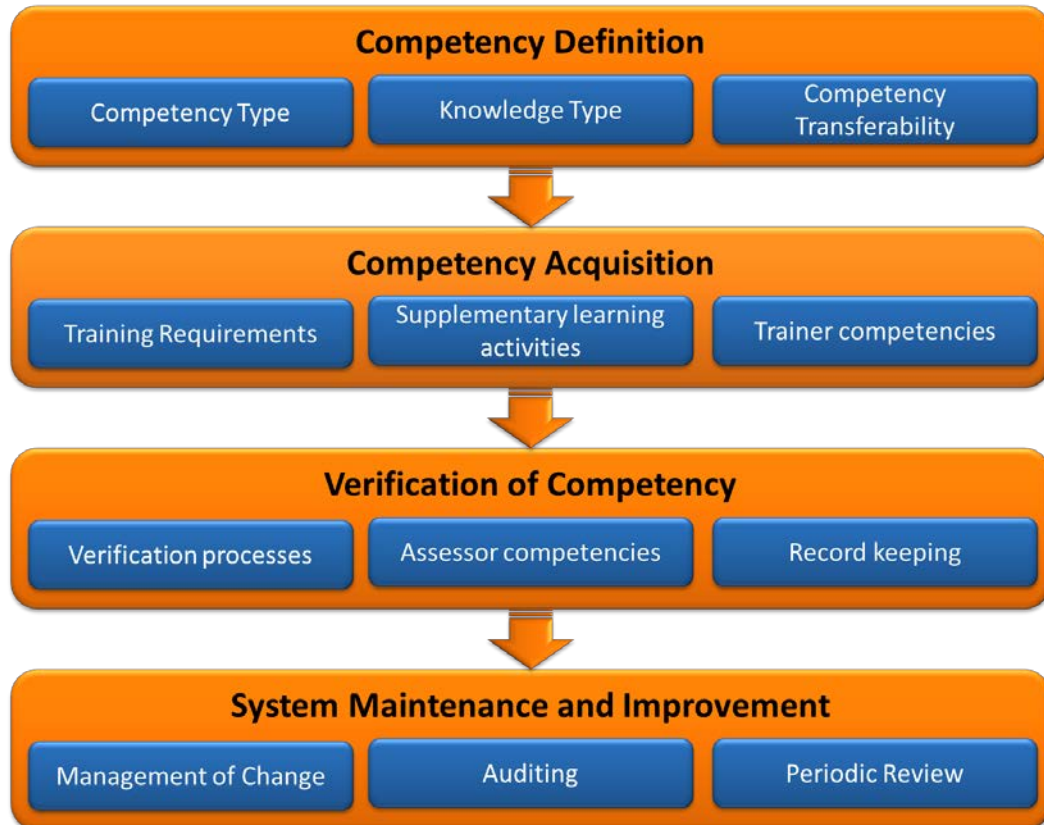 Competency Definition
Competency Type
Knowledge Type
Competency
Transferability
Competency Acquisition
Training Requirements
Supplementary learning
activities
Trainer competencies
Verification of Competency
Verification processes
Assessor competencies
Record keeping
System Maintenance and Improvement
Management of Change
Auditing
Periodic Review